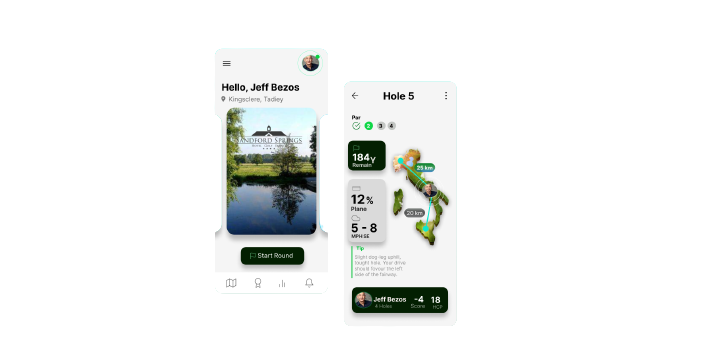 Hello, Jeff Bezos
Kingsclere, Tadley
SANDFORD SPRINGS
Start Round
Hole 5
Par
2 3 4
184Y
Remain
25 km
12%
Plane
20 km
5 - 8
MPH:SE
Tip
Slight dog-leg uphill,
tought hole. Your drive
should favour the left
side of the fairway.
Jeff Bezos
4 Holes
-4
Score
18
HCP